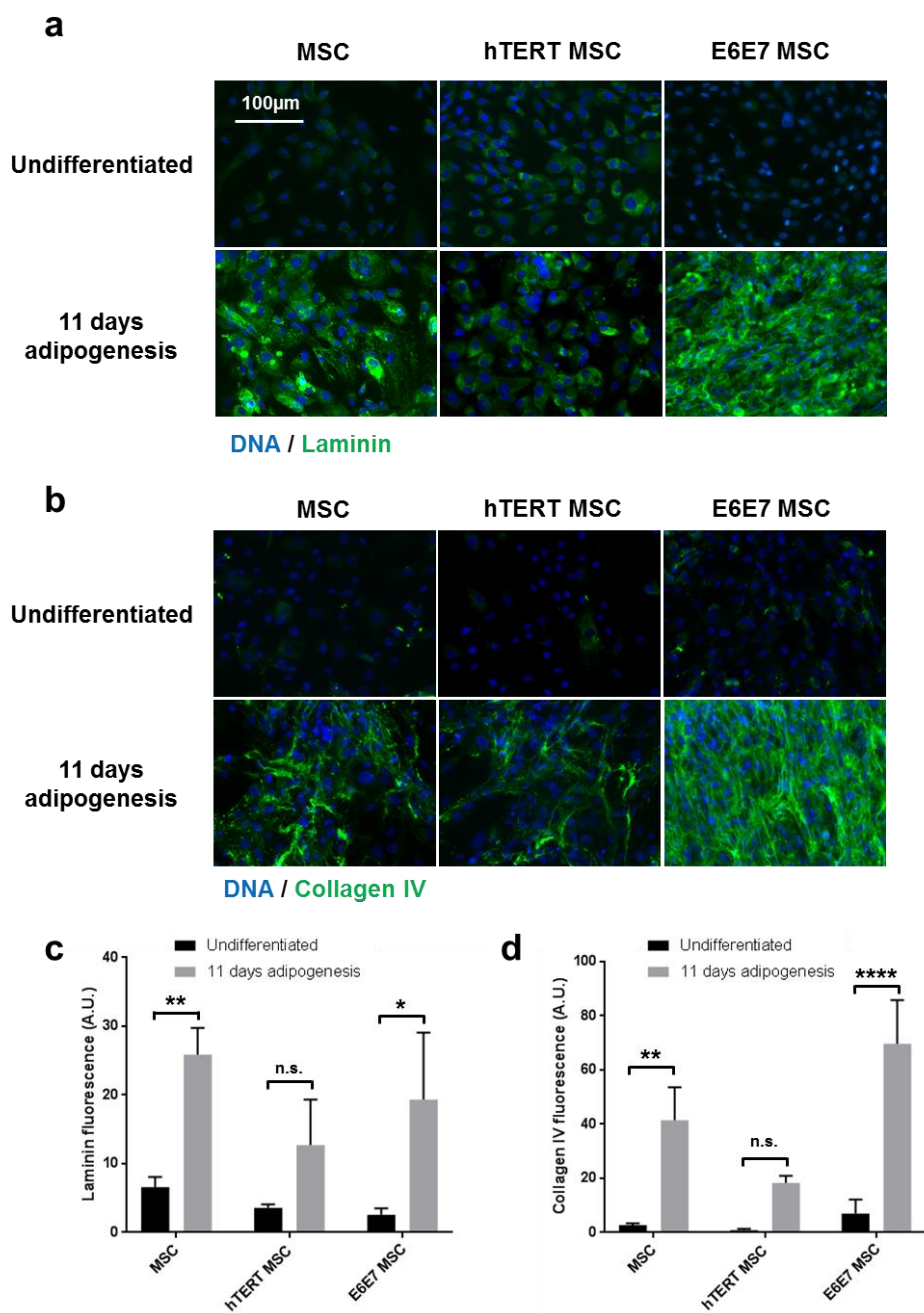 a
MSC hTERT MSC E6E7 MSC
100µm
Undifferentiated
11 days
adipogenesis
DNA / Laminin
b
MSC hTERT MSC E6E7 MSC
Undifferentiated
11 days
adipogenesis
DNA / Collagen IV
c
Undifferentiated
11 days adipogenesis
Laminin fluorescence (A.U.)
40
30
20
10
0
**
n.s.
*
MSC
hTERT MSC
E6E7 MSC
d
Undifferentiated
11 days adipogenesis
Collagen IV fluorescence (A.U.)
100
80
60
40
20
0
**
n.s.
****
MSC
hTERT MSC
E6E7 MSC